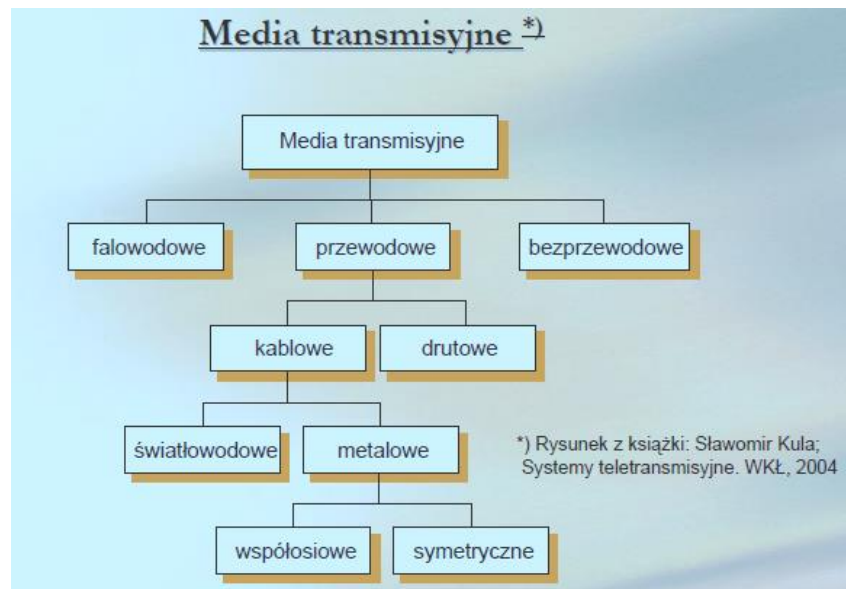 Media transmisyjne *)
Media transmisyjne
falowodowe
przewodowe
bezprzewodowe
kablowe
drutowe
światłowodowe
metalowe
*) Rysunek z książki: Sławomir Kula;
Systemy teletransmisyjne. WKŁ, 2004
współosiowe
symetryczne